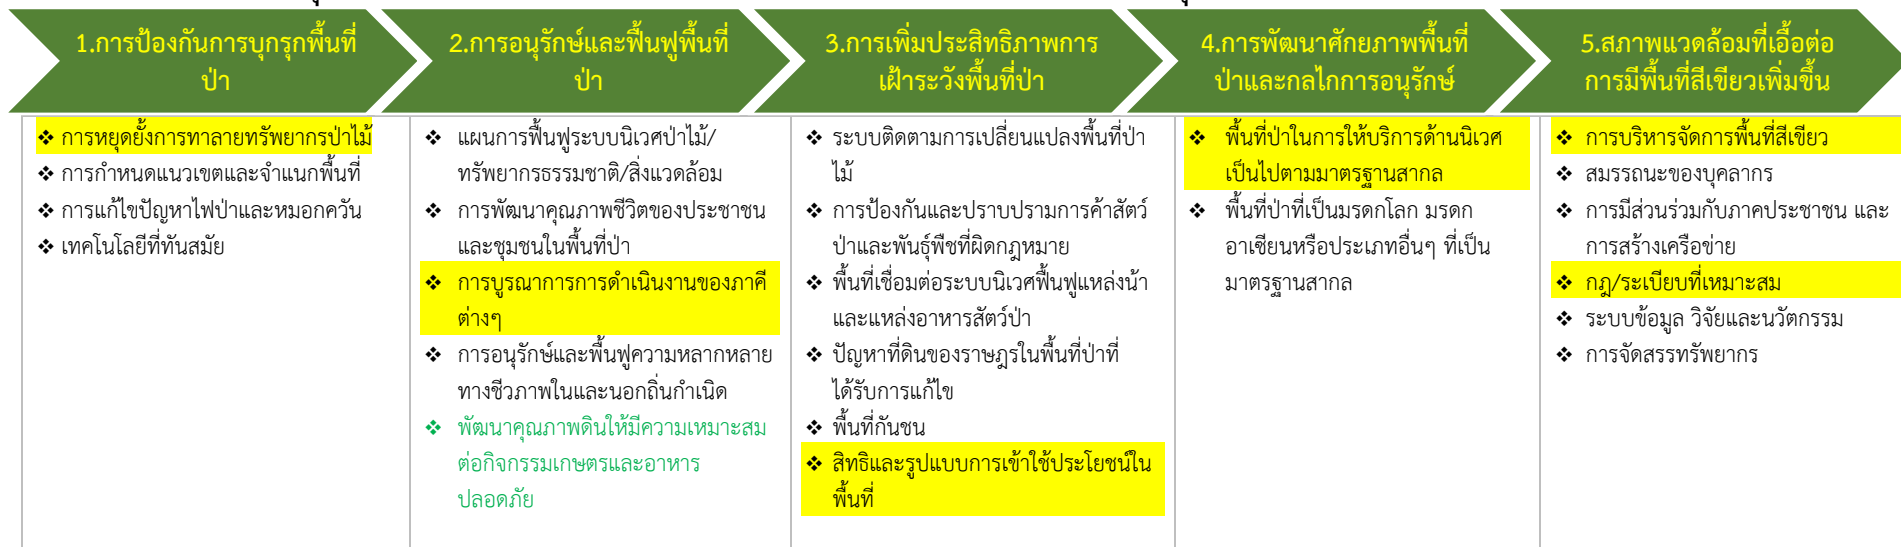 1.การป้องกันการบุกรุกพื้นที่
ป่า
2.การอนุรักษ์และฟื้นฟูพื้นที่
ป่า
3.การเพิ่มประสิทธิภาพการ
เฝ้าระวังพื้นที่ป่า
4.การพัฒนาศักยภาพพื้นที่
ป่าและกลไกการอนุรักษ์
5.สภาพแวดล้อมที่เอื้อต่อ
การมีพื้นที่สีเขียวเพิ่มขึ้น
❖ การหยุดยั้งการทาลายทรัพยากรป่าไม้
❖ การกำหนดแนวเขตและจำแนกพื้นที่
❖ การแก้ไขปัญหาไฟป่าและหมอกควัน
❖ เทคโนโลยีที่ทันสมัย
❖ แผนการฟื้นฟูระบบนิเวศป่าไม้/
ทรัพยากรธรรมชาติ/สิ่งแวดล้อม
❖ การพัฒนาคุณภาพชีวิตของประชาชน
และชุมชนในพื้นที่ป่า
❖ การบูรณาการการดำเนินงานของภาคี
ต่างๆ
❖ การอนุรักษ์และพื้นฟูความหลากหลาย
ทางชีวภาพในและนอกถิ่นกำเนิด
❖ พัฒนาคุณภาพดินให้มีความเหมาะสม
ต่อกิจกรรมเกษตรและอาหาร
ปลอดภัย
❖ ระบบติดตามการเปลี่ยนแปลงพื้นที่ป่า
ไม้
❖ การป้องกันและปราบปรามการค้าสัตว์
ป่าและพันธุ์พืชที่ผิดกฎหมาย
❖ พื้นที่เชื่อมต่อระบบนิเวศฟื้นฟูแหล่งน้า
และแหล่งอาหารสัตว์ป่า
❖ ปัญหาที่ดินของราษฎรในพื้นที่ป่าที่
ได้รับการแก้ไข
❖ พื้นที่กันชน
❖ สิทธิและรูปแบบการเข้าใช้ประโยชน์ใน
พื้นที่
❖ พื้นที่ป่าในการให้บริการด้านนิเวศ
เป็นไปตามมาตรฐานสากล
❖ พื้นที่ป่าที่เป็นมรดกโลก มรดก
อาเซียนหรือประเภทอื่นๆ ที่เป็น
มาตรฐานสากล
❖ การบริหารจัดการพื้นที่สีเขียว
❖ สมรรถนะของบุคลากร
❖ การมีส่วนร่วมกับภาคประชาชน และ
การสร้างเครือข่าย
❖ กฎ/ระเบียบที่เหมาะสม
❖ ระบบข้อมูล วิจัยและนวัตกรรม
❖ การจัดสรรทรัพยากร